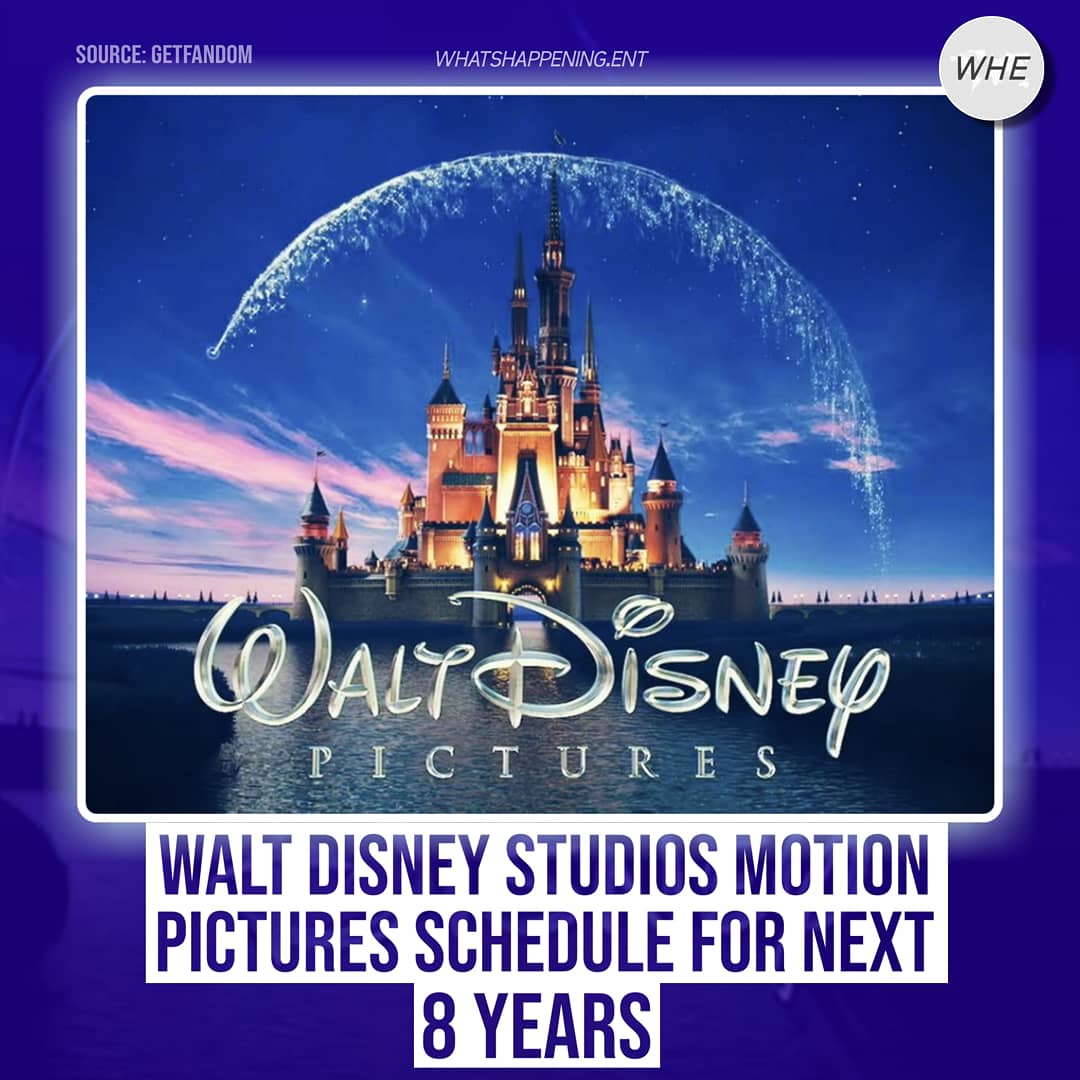 SOURCE: GETFANDOM
WHATSHAPPENING.ENT
WHE
WALT DISNEY
PICTURES
WALT DISNEY STUDIOS MOTION
PICTURES SCHEDULE FOR NEXT
8 YEARS